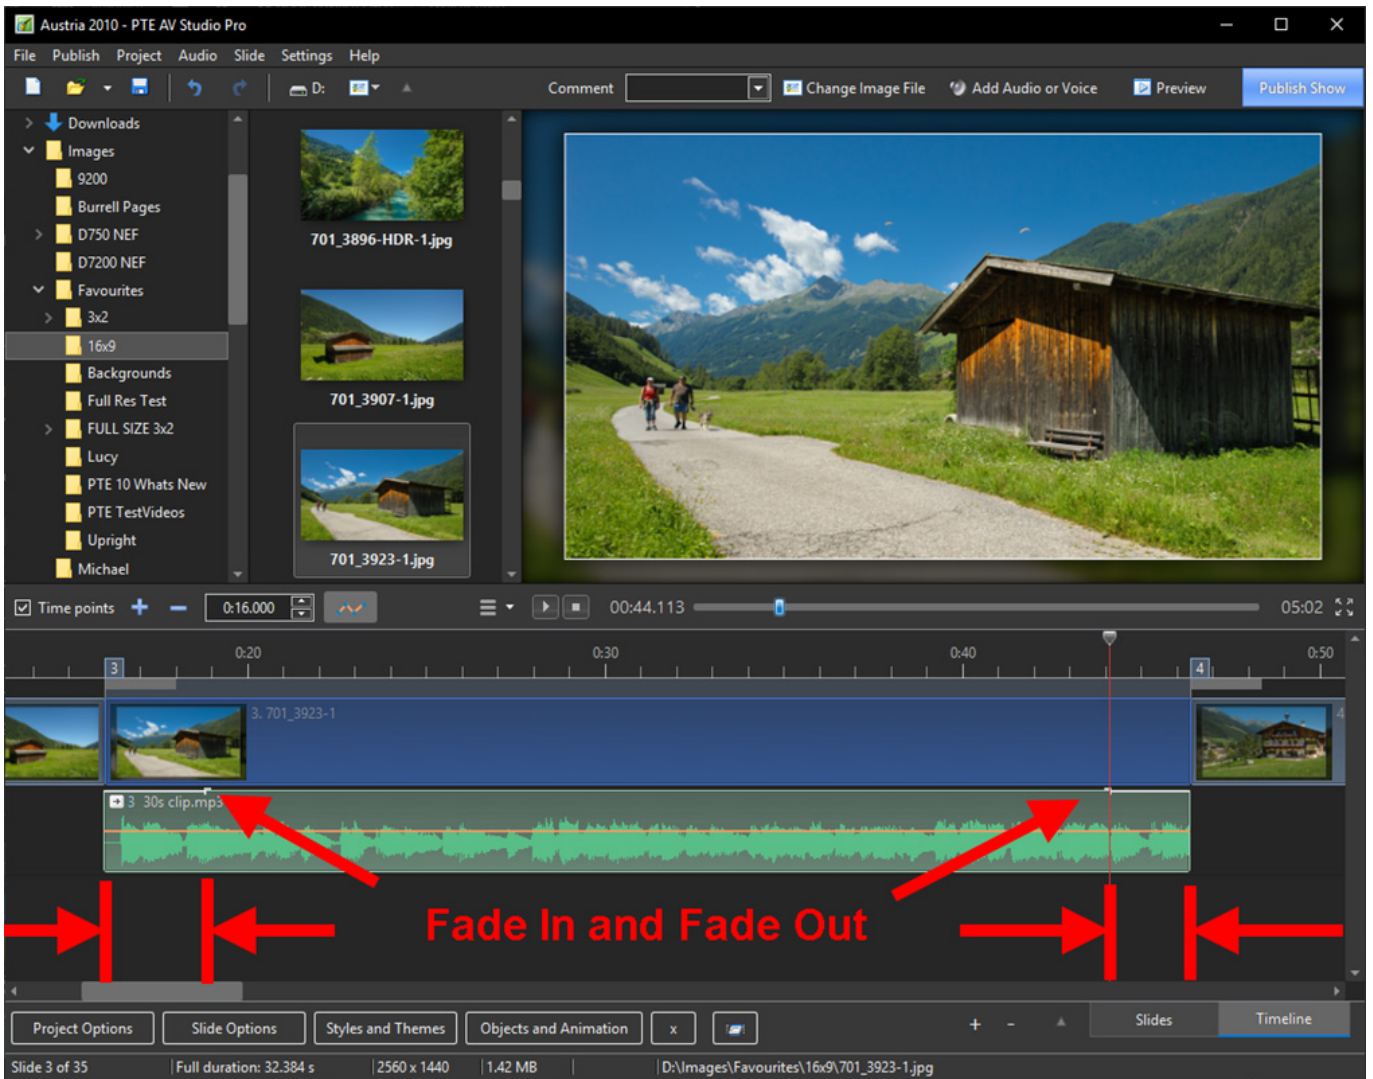 Austria 2010 - PTE AV Studio Pro
File Publish Project Audio Slide Settings Help
D: Comment Change Image File Add Audio or Voice Preview Publish Show
Downloads
Images
9200
Burrell Pages
D750 NEF
D7200 NEF
Favourites
3x2
16x9
Backgrounds
Full Res Test
FULL SIZE 3x2
Lucy
PTE 10 Whats New
PTE TestVideos
Upright
Michael
701_3896-HDR-1.jpg
701_3907-1.jpg
701_3923-1.jpg
Time points 0:16.000 00:44.113 05:02
0:20 0:30 0:40 0:50
3 4
3. 701_3923-1 4
3 30s clip.mp3
Fade In and Fade Out
Project Options Slide Options Styles and Themes Objects and Animation x + - Slides Timeline
Slide 3 of 35 Full duration: 32.384 s 2560 x 1440 1.42 MB D:\Images\Favourites\16x9\701_3923-1.jpg